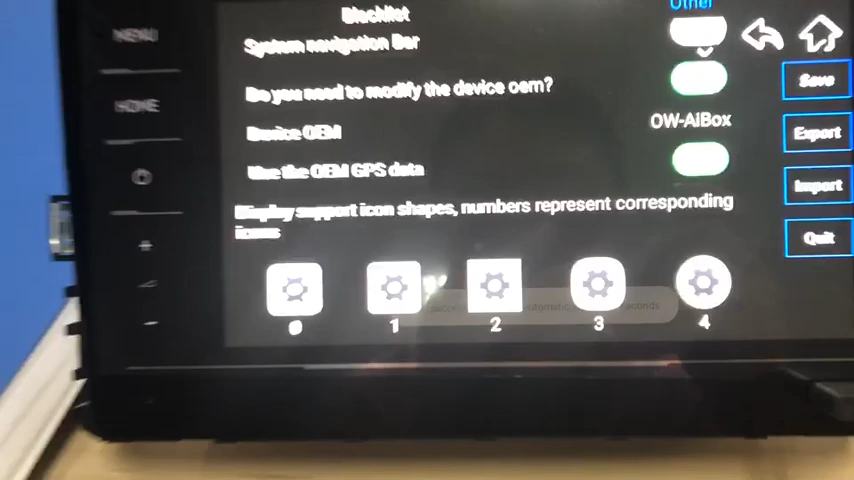 Other
Blacklist
MENU
System navigation Bar
Save
Do you need to modify the device oem?
HOME
Device OEM
OW-AiBox
Export
Use the OEM GPS data
Import
Display support icon shapes, numbers represent corresponding
icons
Quit
0 1 2 3 4